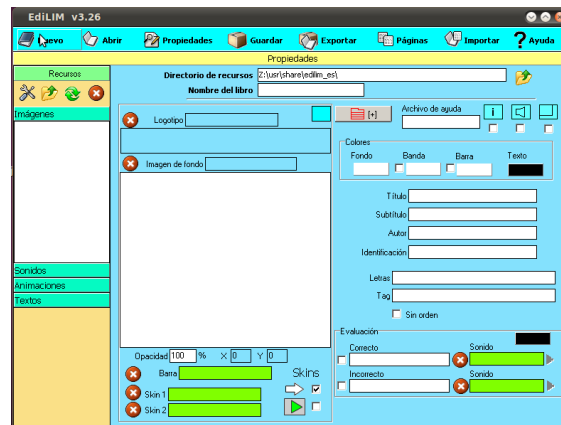 EdiLIM v3.26
Nuevo Abrir Propiedades Guardar Exportar Páginas Importar Ayuda
Propiedades
Recursos
Directorio de recursos Z:\usr\share\edilim_es\
Nombre del libro
Imágenes
Sonidos
Animaciones
Textos
Logotipo
Imagen de fondo
Opacidad 100 % X 0 Y 0
Barra
Skins
Skin 1
Skin 2
[+]
Archivo de ayuda
i
Colores
Fondo Banda Barra Texto
Título
Subtítulo
Autor
Identificación
Letras
Tag
Sin orden
Evaluación
Correcto Sonido
Incorrecto Sonido